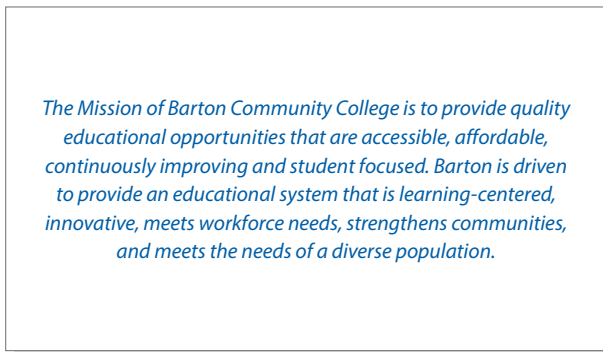 The Mission of Barton Community College is to provide quality
educational opportunities that are accessible, affordable,
continuously improving and student focused. Barton is driven
to provide an educational system that is learning-centered,
innovative, meets workforce needs, strengthens communities,
and meets the needs of a diverse population.